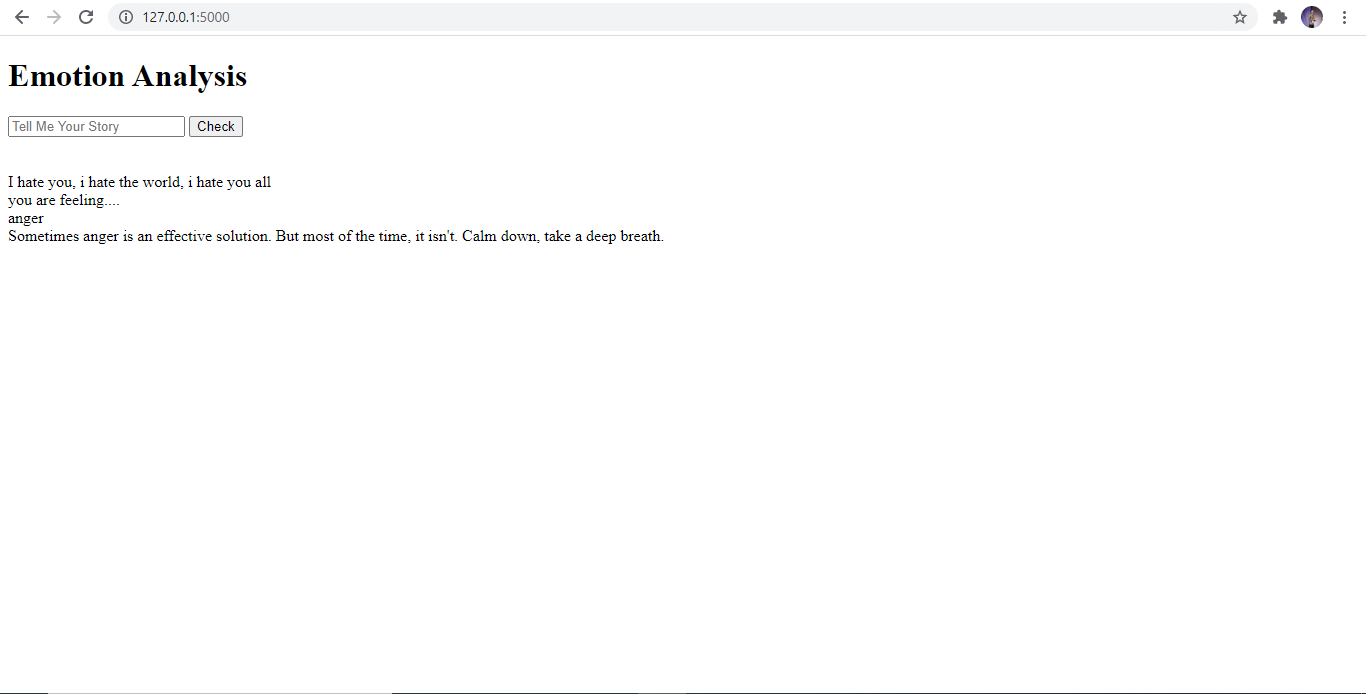 127.0.0.1:5000
Emotion Analysis
Tell Me Your Story Check
I hate you, i hate the world, i hate you all
you are feeling....
anger
Sometimes anger is an effective solution. But most of the time, it isn't. Calm down, take a deep breath.